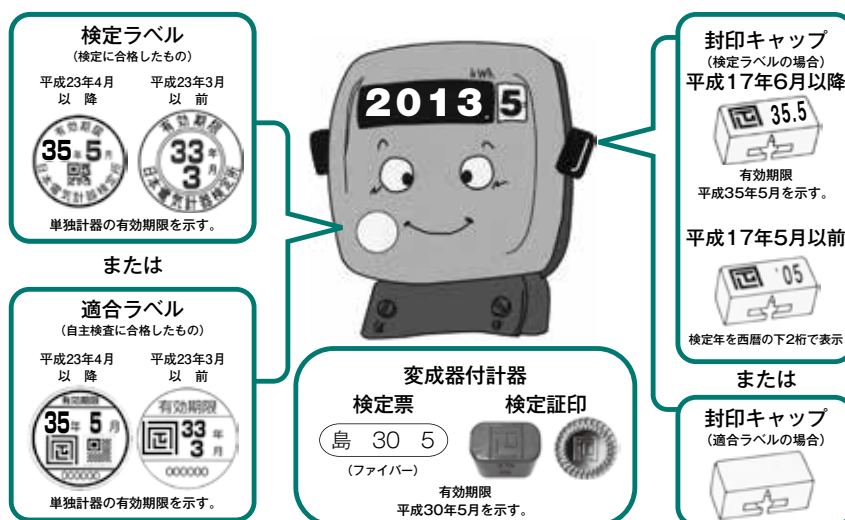 検定ラベル
(検定に合格したもの)
平成23年4月
以 降
平成23年3月
以 前
有効期限
35年5月
日本電気計器検定所
有効期限
33年
3月
日本電気計器検定所
単独計器の有効期限を示す。
または
適合ラベル
(自主検査に合格したもの)
平成23年4月
以 降
平成23年3月
以 前
有効期限
35年5月
000000
有効期限
33年
3月
000000
単独計器の有効期限を示す。
kWh
2013.5
変成器付計器
検定票
検定証印
島 30 5
(ファイバー)
有効期限
平成30年5月を示す。
封印キャップ
(検定ラベルの場合)
平成17年6月以降
35.5
有効期限
平成35年5月を示す。
平成17年5月以前
'05
検定年を西暦の下2桁で表示
または
封印キャップ
(適合ラベルの場合)